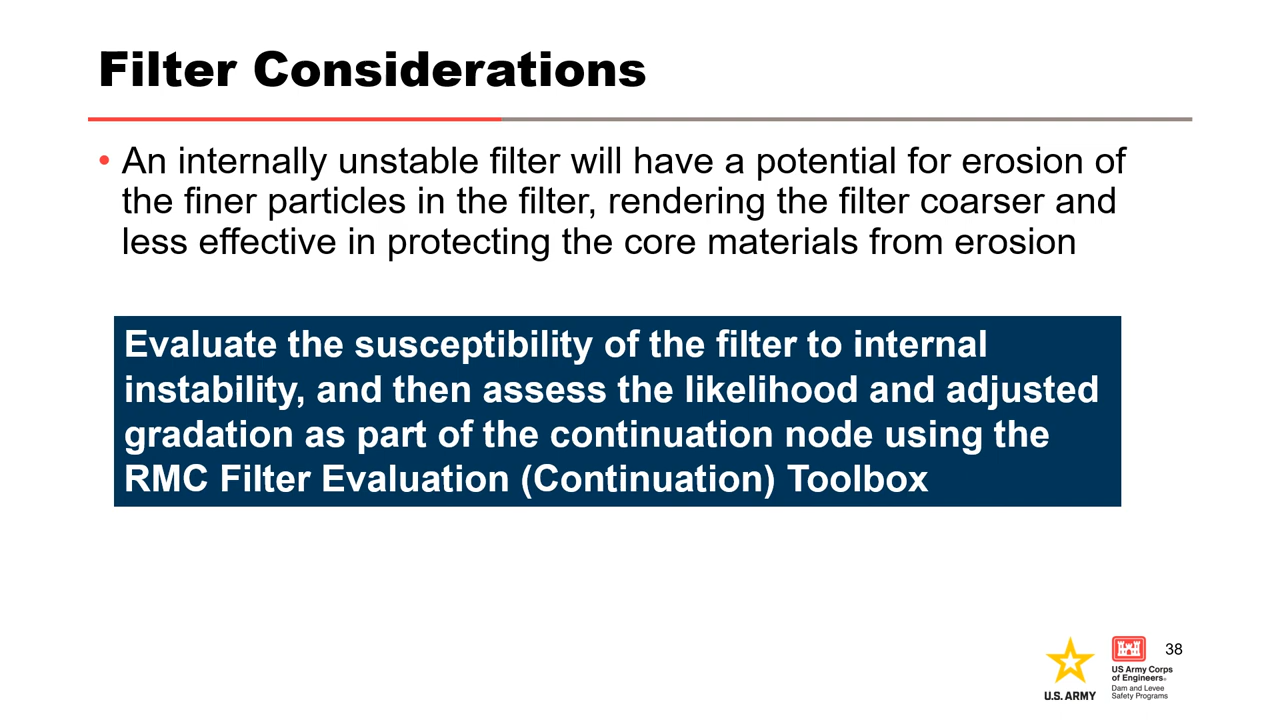 Filter Considerations
• An internally unstable filter will have a potential for erosion of
the finer particles in the filter, rendering the filter coarser and
less effective in protecting the core materials from erosion
Evaluate the susceptibility of the filter to internal
instability, and then assess the likelihood and adjusted
gradation as part of the continuation node using the
RMC Filter Evaluation (Continuation) Toolbox
38
U.S. ARMY
US Army Corps
of Engineers®
Dam and Levee
Safety Programs